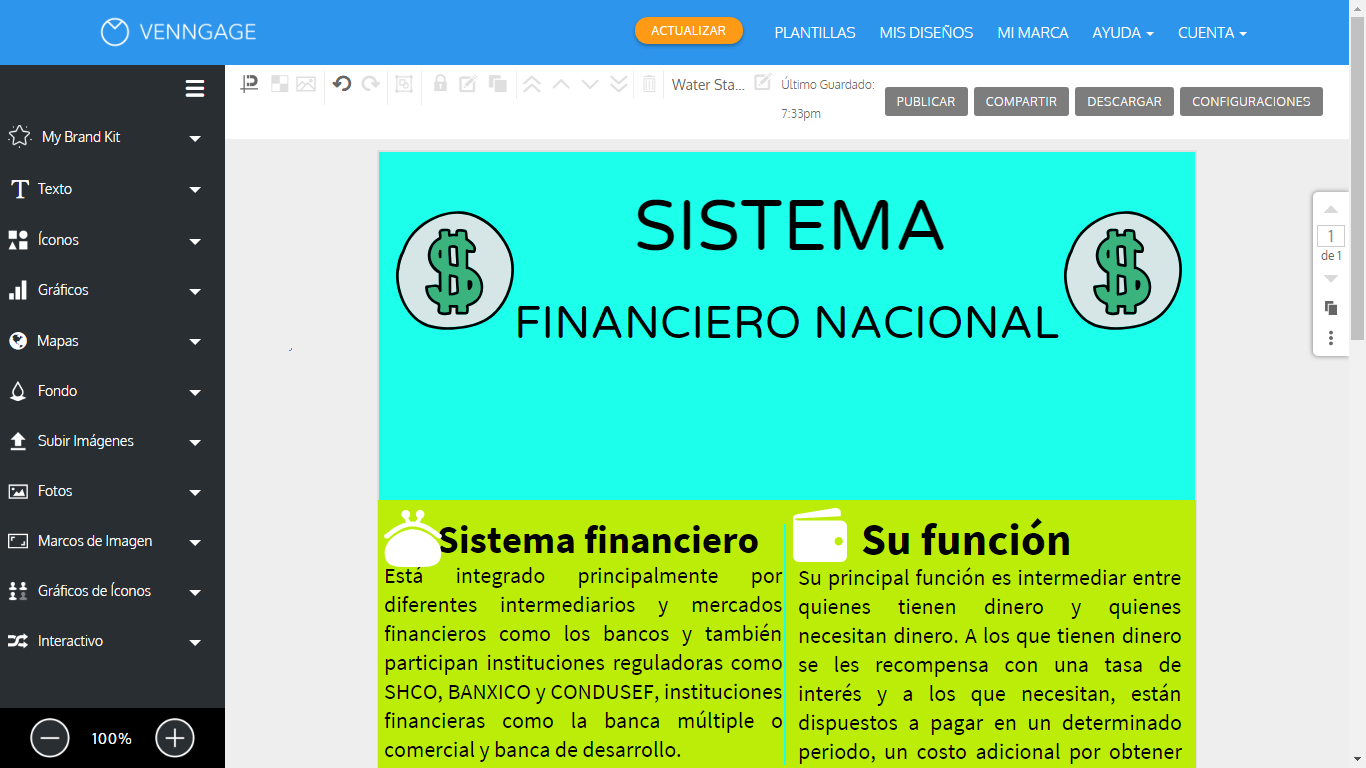 VENNGAGE
ACTUALIZAR
PLANTILLAS
MIS DISEÑOS
MI MARCA
AYUDA
CUENTA
Water Sta...
Último Guardado:
7:33pm
PUBLICAR
COMPARTIR
DESCARGAR
CONFIGURACIONES
My Brand Kit
Texto
Íconos
Gráficos
Mapas
Fondo
Subir Imágenes
Fotos
Marcos de Imagen
Gráficos de Íconos
Interactivo
100%
SISTEMA
FINANCIERO NACIONAL
Sistema financiero
Está integrado principalmente por
diferentes intermediarios y mercados
financieros como los bancos y también
participan instituciones reguladoras como
SHCO, BANXICO y CONDUSEF, instituciones
financieras como la banca múltiple o
comercial y banca de desarrollo.
Su función
Su principal función es intermediar entre
quienes tienen dinero y quienes
necesitan dinero. A los que tienen dinero
se les recompensa con una tasa de
interés y a los que necesitan, están
dispuestos a pagar en un determinado
periodo, un costo adicional por obtener
1
de 1